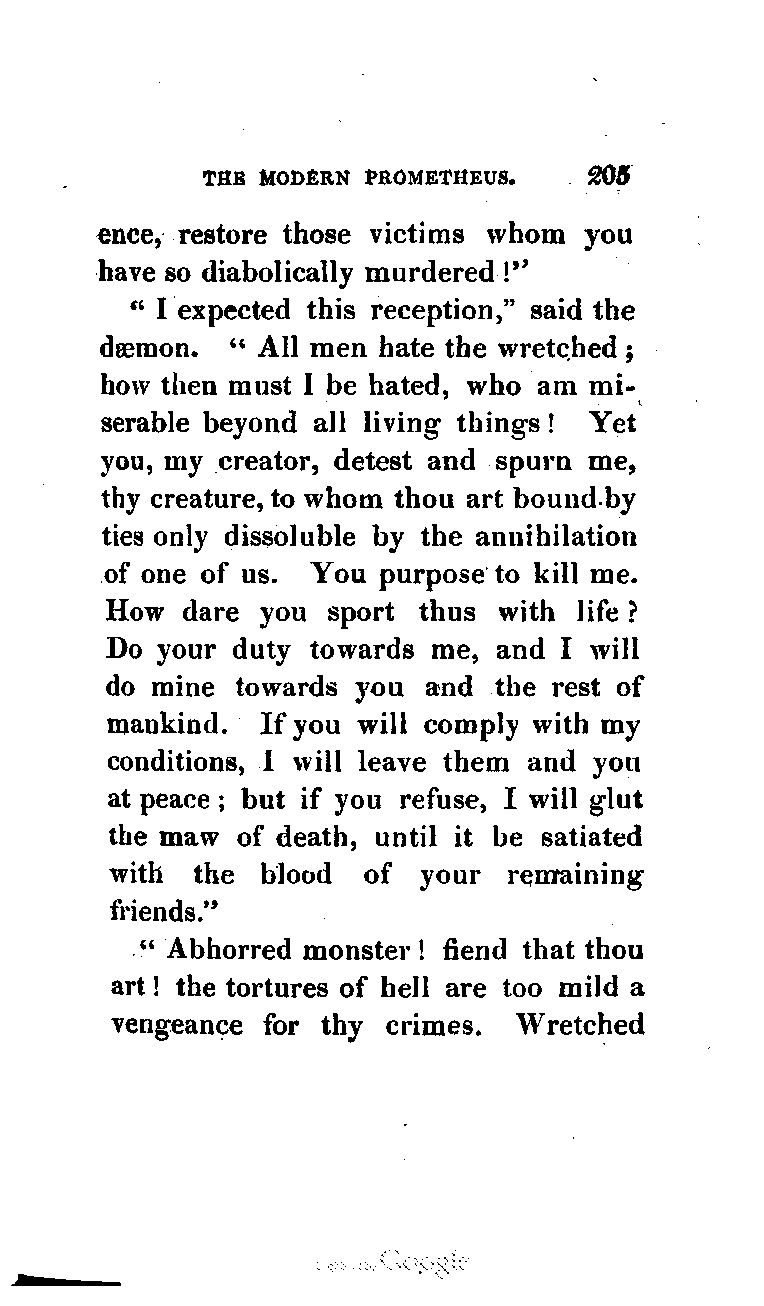 THE MODERN PROMETHEUS. 205
ence, restore those victims whom you
have so diabolically murdered !”
“ I expected this reception,” said the
dæmon. “ All men hate the wretched ;
how then must I be hated, who am mi-
serable beyond all living things ! Yet
you, my creator, detest and spurn me,
thy creature, to whom thou art bound by
ties only dissoluble by the annihilation
of one of us. You purpose to kill me.
How dare you sport thus with life ?
Do your duty towards me, and I will
do mine towards you and the rest of
mankind. If you will comply with my
conditions, I will leave them and you
at peace ; but if you refuse, I will glut
the maw of death, until it be satiated
with the blood of your remaining
friends.”
“ Abhorred monster ! fiend that thou
art ! the tortures of hell are too mild a
vengeance for thy crimes. Wretched
Google